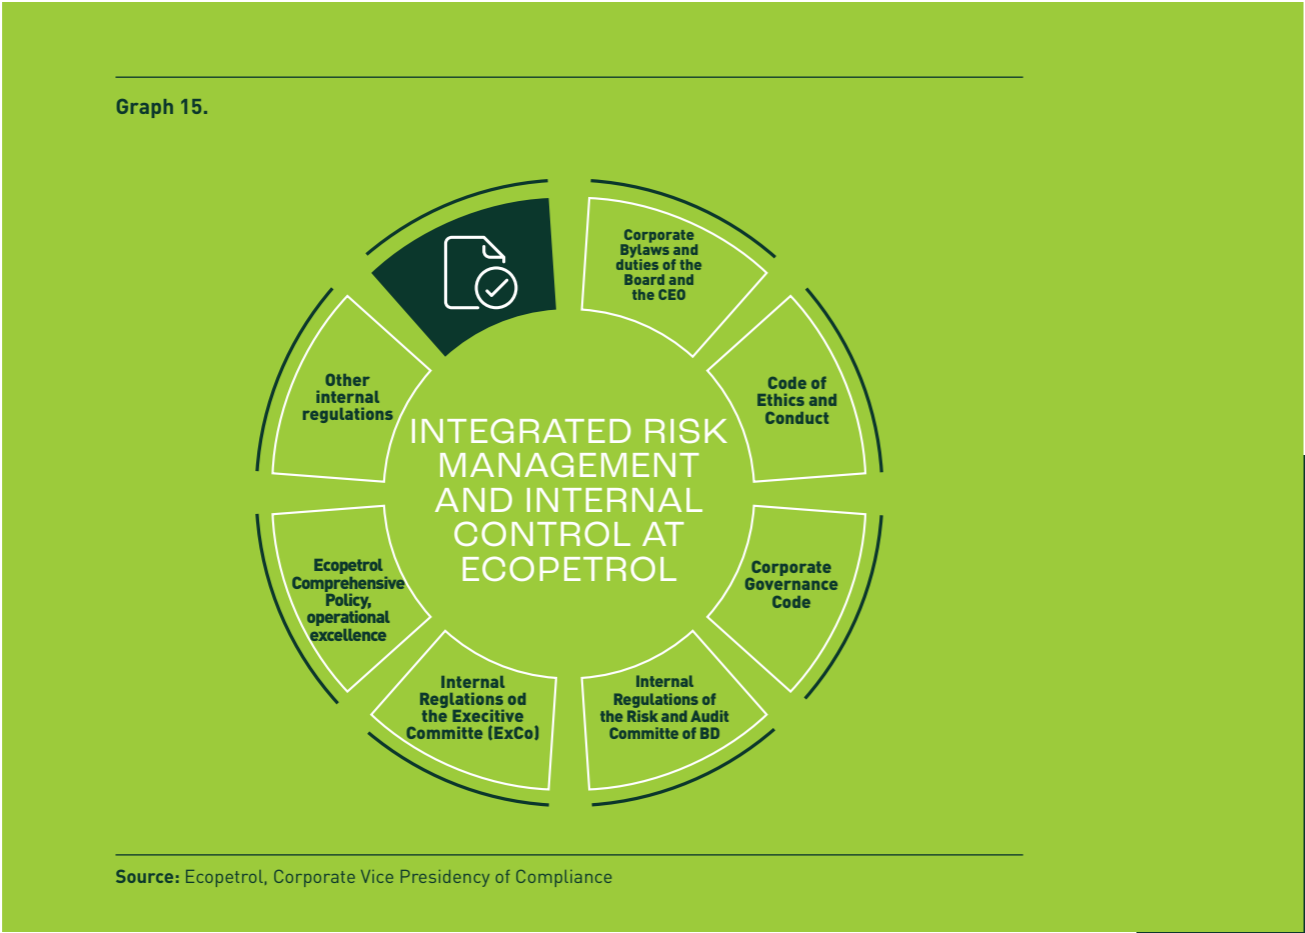 Graph 15.
Corporate
Bylaws and
duties of the
Board and
the CEO
Code of
Ethics and
Conduct
Corporate
Governance
Code
Internal
Regulations of
the Risk and Audit
Committe of BD
Internal
Reglations od
the Execitive
Committe (ExCo)
Ecopetrol
Comprehensive
Policy,
operational
excellence
Other
internal
regulations
INTEGRATED RISK
MANAGEMENT
AND INTERNAL
CONTROL AT
ECOPETROL
Source: Ecopetrol, Corporate Vice Presidency of Compliance